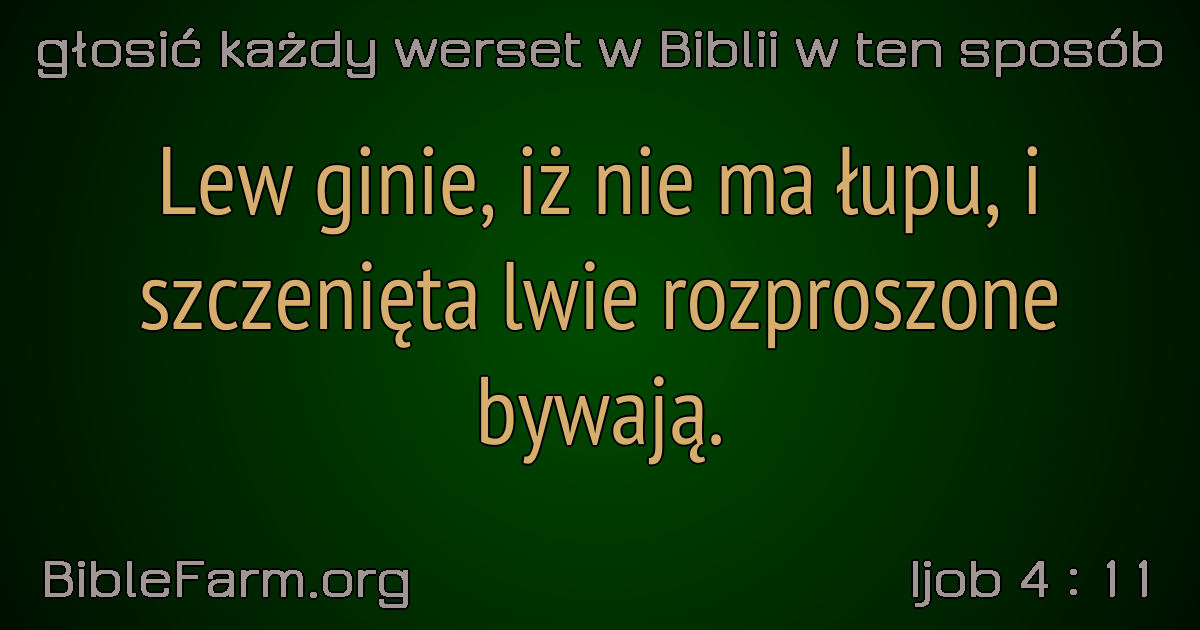 głosić każdy werset w Biblii w ten sposób
Lew ginie, iż nie ma łupu, i
szczenięta lwie rozproszone
bywają.
BibleFarm.org
Ijob 4 : 11